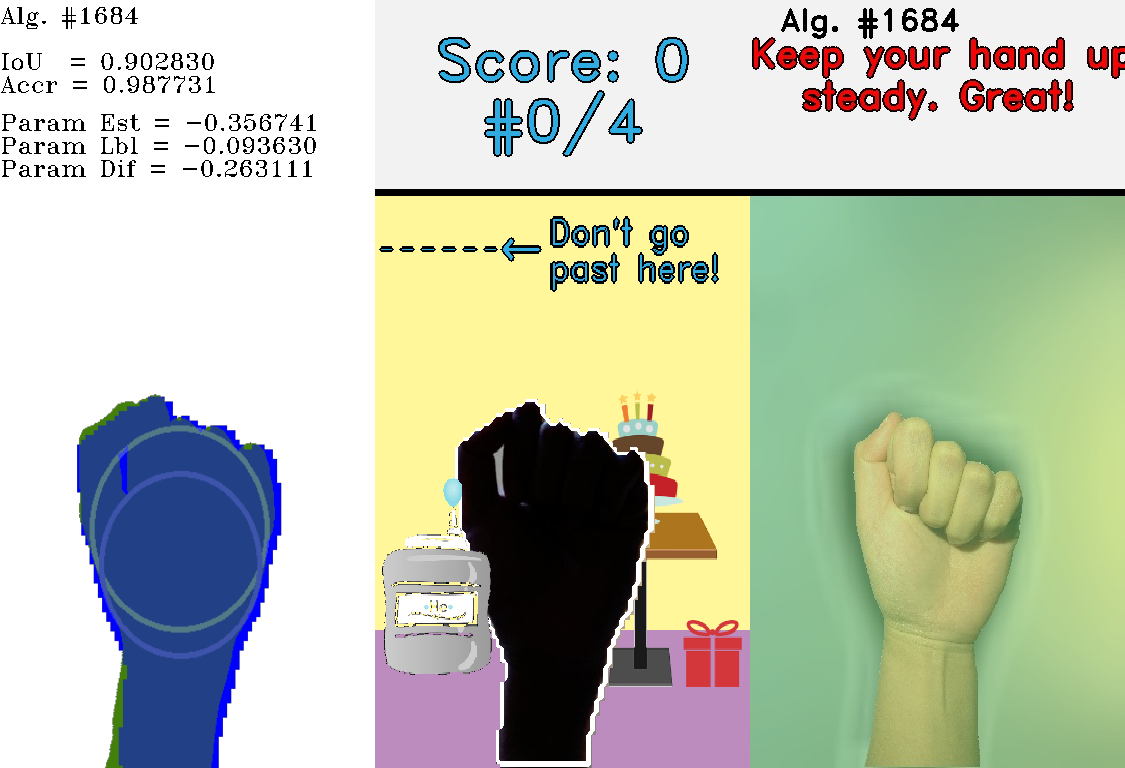 Alg. #1684
IoU = 0.902830
Accr = 0.987731
Param Est = −0.356741
Param Lbl = −0.093630
Param Dif = −0.263111
Score: 0
#0/4
Don't go
past here!
Alg. #1684
Keep your hand up
steady. Great!